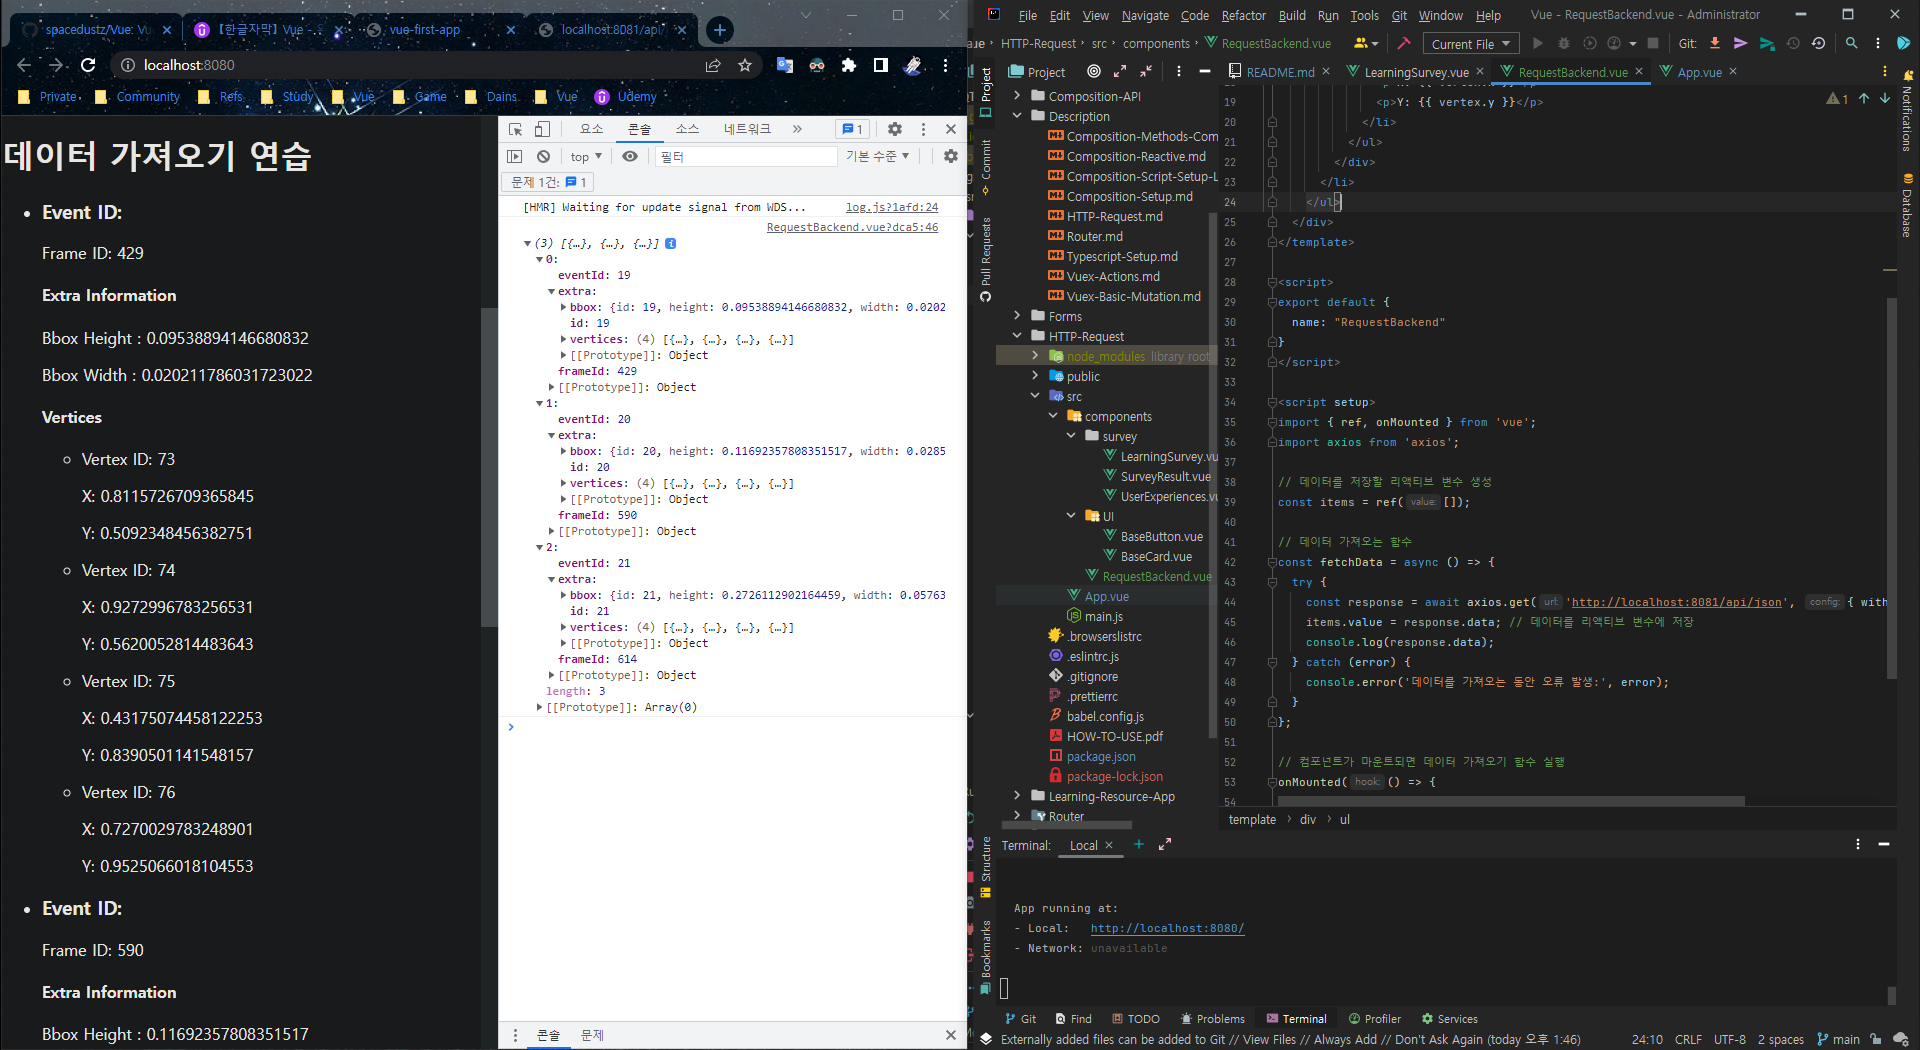 spacedustz/Vue: Vu
【한글자막】 Vue -
vue-first-app
localhost:8081/api/
localhost:8080
Private
Community
Refs
Study
Vue
Game
Dains
Vue
Udemy
데이터 가져오기 연습
Event ID:
Frame ID: 429
Extra Information
Bbox Height : 0.09538894146680832
Bbox Width : 0.020211786031723022
Vertices
Vertex ID: 73
X: 0.8115726709365845
Y: 0.5092348456382751
Vertex ID: 74
X: 0.9272996783256531
Y: 0.5620052814483643
Vertex ID: 75
X: 0.43175074458122253
Y: 0.8390501141548157
Vertex ID: 76
X: 0.7270029783248901
Y: 0.9525066018104553
Event ID:
Frame ID: 590
Extra Information
Bbox Height : 0.11692357808351517
요소 콘솔 소스 네트워크 » 1
top ▼ 필터 기본 수준 ▼
문제 1건: 1
[HMR] Waiting for update signal from WDS... log.js?1afd:24
RequestBackend.vue?dca5:46
▼(3) [{…}, {…}, {…}] i
▼0:
eventId: 19
▼extra:
▶bbox: {id: 19, height: 0.09538894146680832, width: 0.0202
id: 19
▶vertices: (4) [{…}, {…}, {…}, {…}]
▶[[Prototype]]: Object
frameId: 429
▶[[Prototype]]: Object
▼1:
eventId: 20
▼extra:
▶bbox: {id: 20, height: 0.11692357808351517, width: 0.0285
id: 20
▶vertices: (4) [{…}, {…}, {…}, {…}]
▶[[Prototype]]: Object
frameId: 590
▶[[Prototype]]: Object
▼2:
eventId: 21
▼extra:
▶bbox: {id: 21, height: 0.2726112902164459, width: 0.05763
id: 21
▶vertices: (4) [{…}, {…}, {…}, {…}]
▶[[Prototype]]: Object
frameId: 614
▶[[Prototype]]: Object
length: 3
▶[[Prototype]]: Array(0)
콘솔 문제
File Edit View Navigate Code Refactor Build Run Tools Git Window Help Vue - RequestBackend.vue - Administrator
ue › HTTP-Request › src › components › RequestBackend.vue Current File Git:
Project
Commit
Pull Requests
Structure
Bookmarks
Project
Composition-API
Description
Composition-Methods-Com
Composition-Reactive.md
Composition-Script-Setup-L
Composition-Setup.md
HTTP-Request.md
Router.md
Typescript-Setup.md
Vuex-Actions.md
Vuex-Basic-Mutation.md
Forms
HTTP-Request
node_modules library root
public
src
components
survey
LearningSurvey.vu
SurveyResult.vue
UserExperiences.vu
UI
BaseButton.vue
BaseCard.vue
RequestBackend.vue
App.vue
main.js
.browserslistrc
.eslintrc.js
.gitignore
.prettierrc
babel.config.js
HOW-TO-USE.pdf
package.json
package-lock.json
Learning-Resource-App
Router
README.md LearningSurvey.vue RequestBackend.vue App.vue
19 <p>Y: {{ vertex.y }}</p>
1
20 </li>
21 </ul>
22 </div>
23 </li>
24 </ul>
25 </div>
26 </template>
27
28 <script>
29 export default {
30 name: "RequestBackend"
31 }
32 </script>
33
34 <script setup>
35 import { ref, onMounted } from 'vue';
36 import axios from 'axios';
37
38 // 데이터를 저장할 리액티브 변수 생성
39 const items = ref( value: []);
40
41 // 데이터 가져오는 함수
42 const fetchData = async () => {
43 try {
44 const response = await axios.get( url: 'http://localhost:8081/api/json', config: { with
45 items.value = response.data; // 데이터를 리액티브 변수에 저장
46 console.log(response.data);
47 } catch (error) {
48 console.error('데이터를 가져오는 동안 오류 발생:', error);
49 }
50 };
51
52 // 컴포넌트가 마운트되면 데이터 가져오기 함수 실행
53 onMounted( hook: () => {
54
template › div › ul
Notifications
Database
Terminal: Local
App running at:
- Local: http://localhost:8080/
- Network: unavailable
Git Find TODO Problems Terminal Profiler Services
Externally added files can be added to Git // View Files // Always Add // Don't Ask Again (today 오후 1:46) 24:10 CRLF UTF-8 2 spaces main